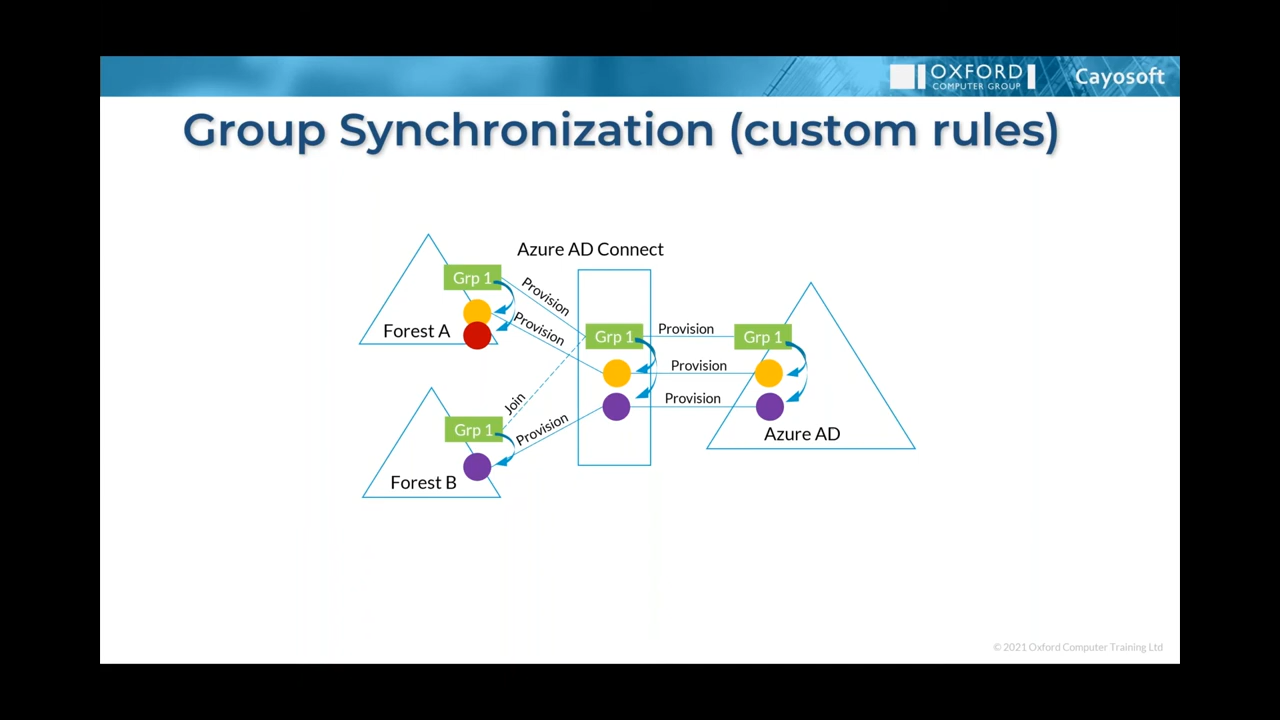 OXFORD
COMPUTER GROUP
Cayosoft
Group Synchronization (custom rules)
Azure AD Connect
Grp 1
Provision
Provision
Forest A
Grp 1
Provision
Grp 1
Provision
Provision
Join
Grp 1
Provision
Forest B
Azure AD
© 2021 Oxford Computer Training Ltd